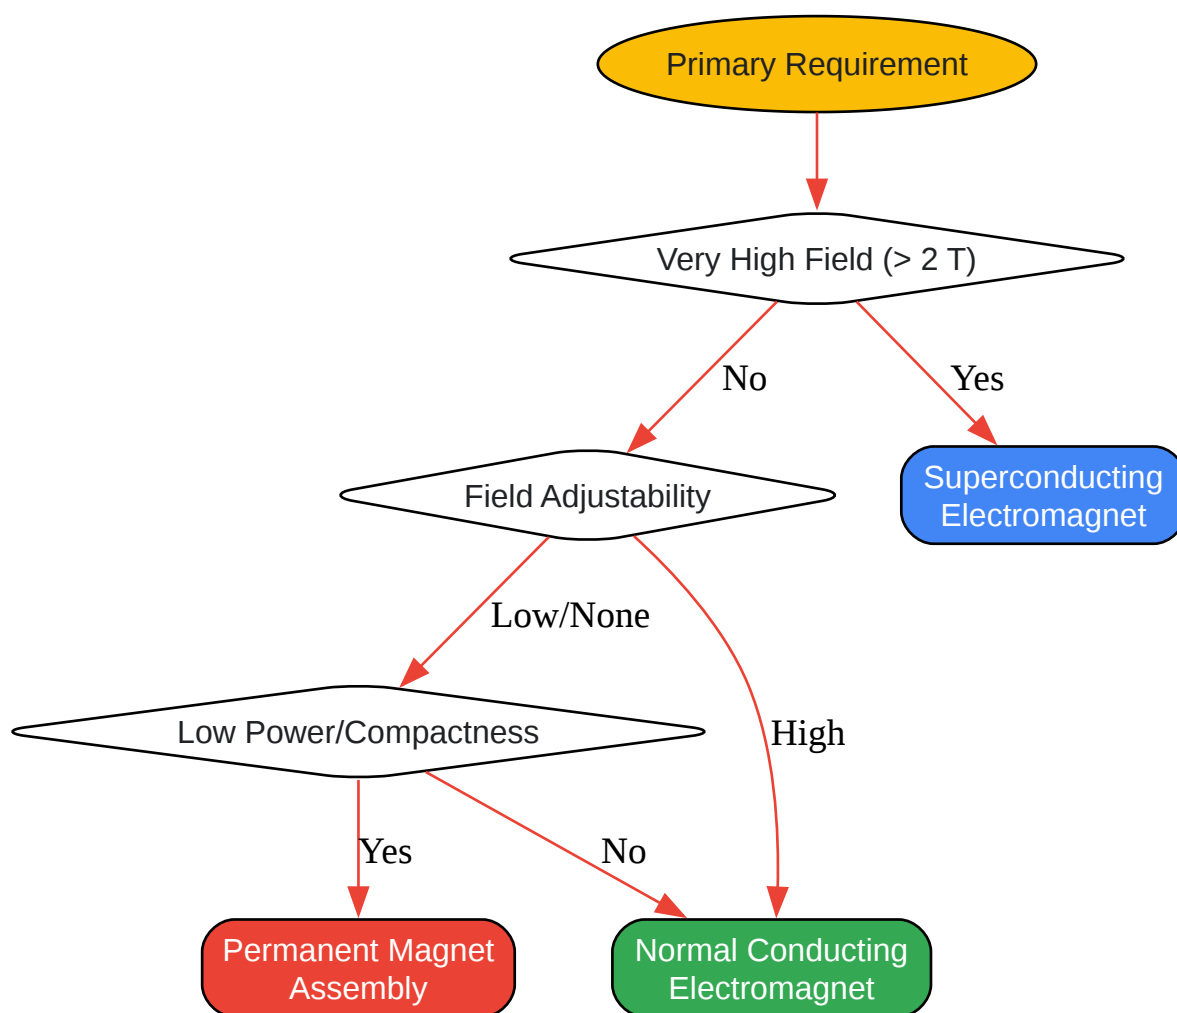 Primary Requirement
Very High Field (> 2 T)
No
Yes
Superconducting
Electromagnet
Field Adjustability
Low/None
High
Low Power/Compactness
Yes
No
Permanent Magnet
Assembly
Normal Conducting
Electromagnet